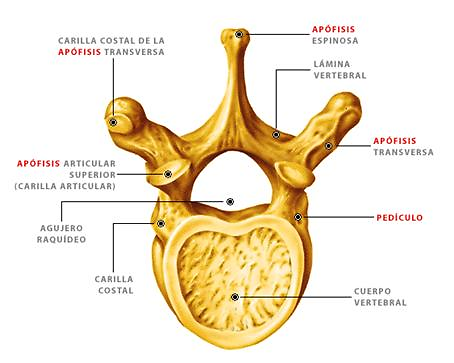 CARILLA COSTAL DE LA
APÓFISIS TRANSVERSA
APÓFISIS
ESPINOSA
LÁMINA
VERTEBRAL
APÓFISIS
TRANSVERSA
APÓFISIS ARTICULAR
SUPERIOR
(CARILLA ARTICULAR)
PEDÍCULO
AGUJERO
RAQUÍDEO
CARILLA
COSTAL
CUERPO
VERTEBRAL